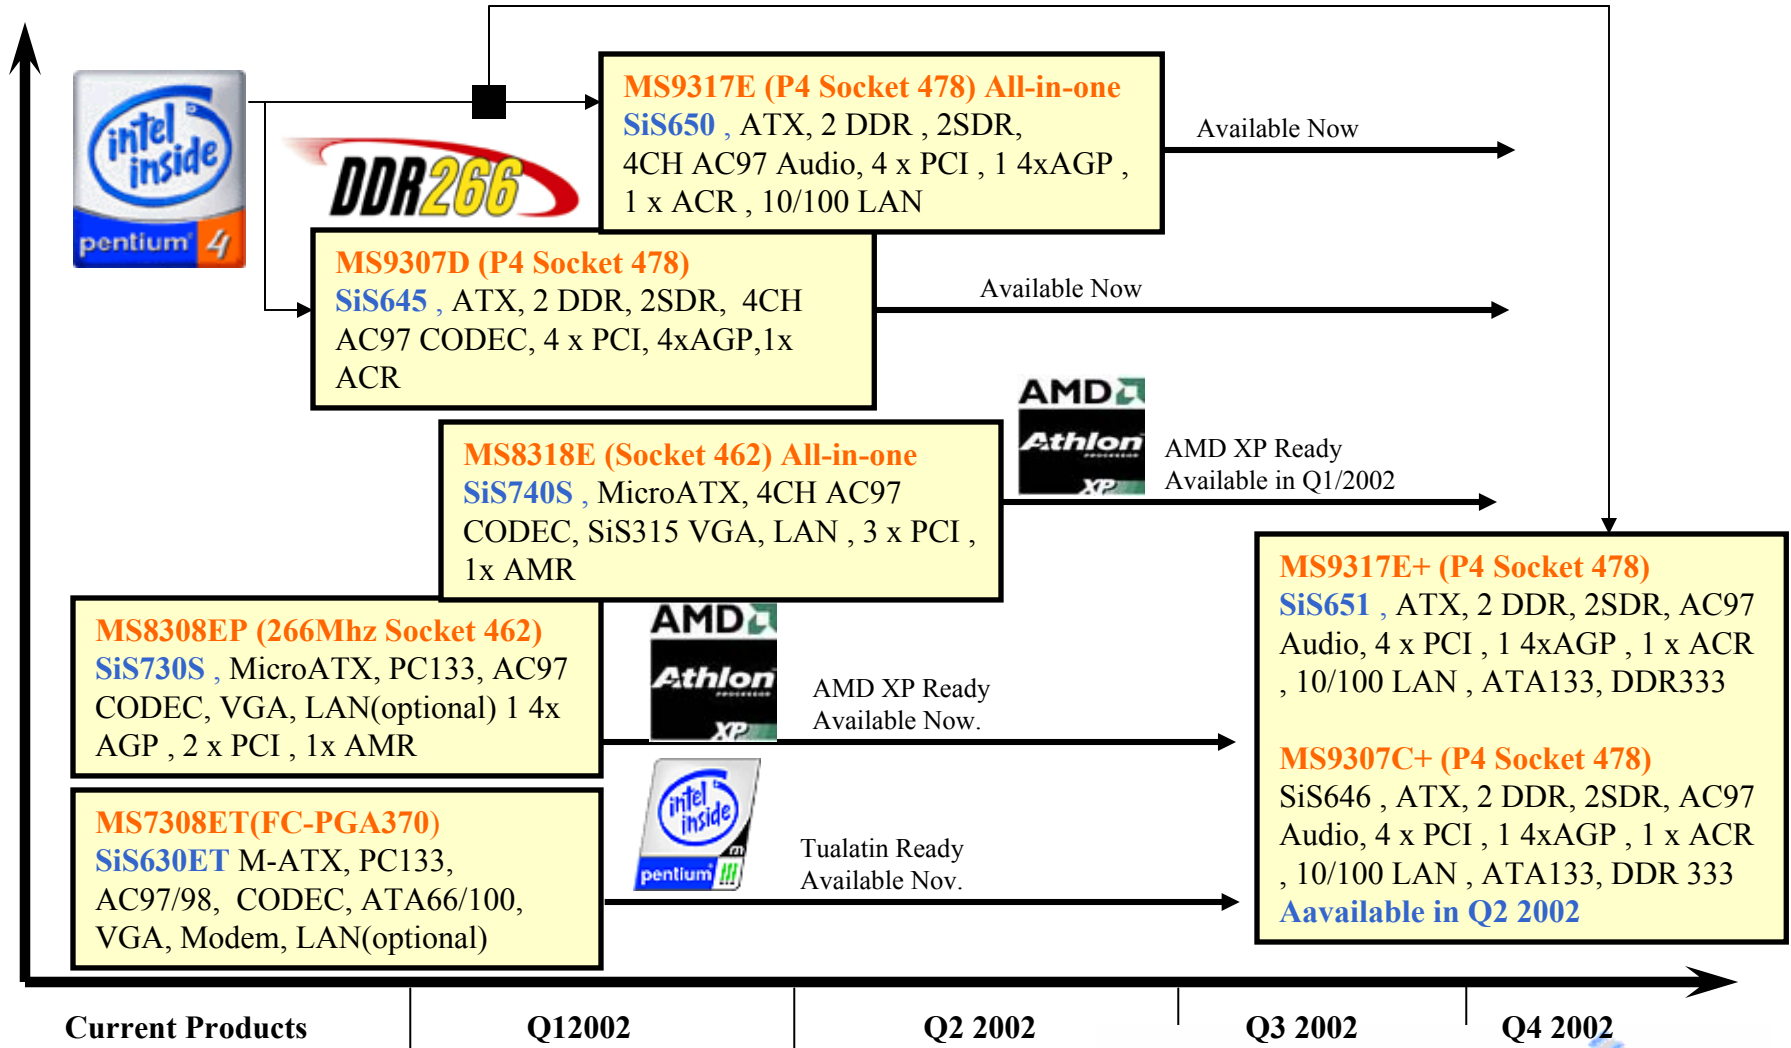 intel
inside
pentium 4
DDR266
MS9317E (P4 Socket 478) All-in-one
SiS650 , ATX, 2 DDR , 2SDR,
4CH AC97 Audio, 4 x PCI , 1 4xAGP ,
1 x ACR , 10/100 LAN
Available Now
MS9307D (P4 Socket 478)
SiS645 , ATX, 2 DDR, 2SDR, 4CH
AC97 CODEC, 4 x PCI, 4xAGP,1x
ACR
Available Now
MS8318E (Socket 462) All-in-one
SiS740S , MicroATX, 4CH AC97
CODEC, SiS315 VGA, LAN , 3 x PCI ,
1x AMR
AMD
Athlon
PROCESSOR
XP
AMD XP Ready
Available in Q1/2002
MS8308EP (266Mhz Socket 462)
SiS730S , MicroATX, PC133, AC97
CODEC, VGA, LAN(optional) 1 4x
AGP , 2 x PCI , 1x AMR
AMD
Athlon
PROCESSOR
XP
AMD XP Ready
Available Now.
MS7308ET(FC-PGA370)
SiS630ET M-ATX, PC133,
AC97/98, CODEC, ATA66/100,
VGA, Modem, LAN(optional)
intel
inside
m
pentium III
Tualatin Ready
Available Nov.
MS9317E+ (P4 Socket 478)
SiS651 , ATX, 2 DDR, 2SDR, AC97
Audio, 4 x PCI , 1 4xAGP , 1 x ACR
, 10/100 LAN , ATA133, DDR333
MS9307C+ (P4 Socket 478)
SiS646 , ATX, 2 DDR, 2SDR, AC97
Audio, 4 x PCI , 1 4xAGP , 1 x ACR
, 10/100 LAN , ATA133, DDR 333
Aavailable in Q2 2002
Current Products
Q12002
Q2 2002
Q3 2002
Q4 2002